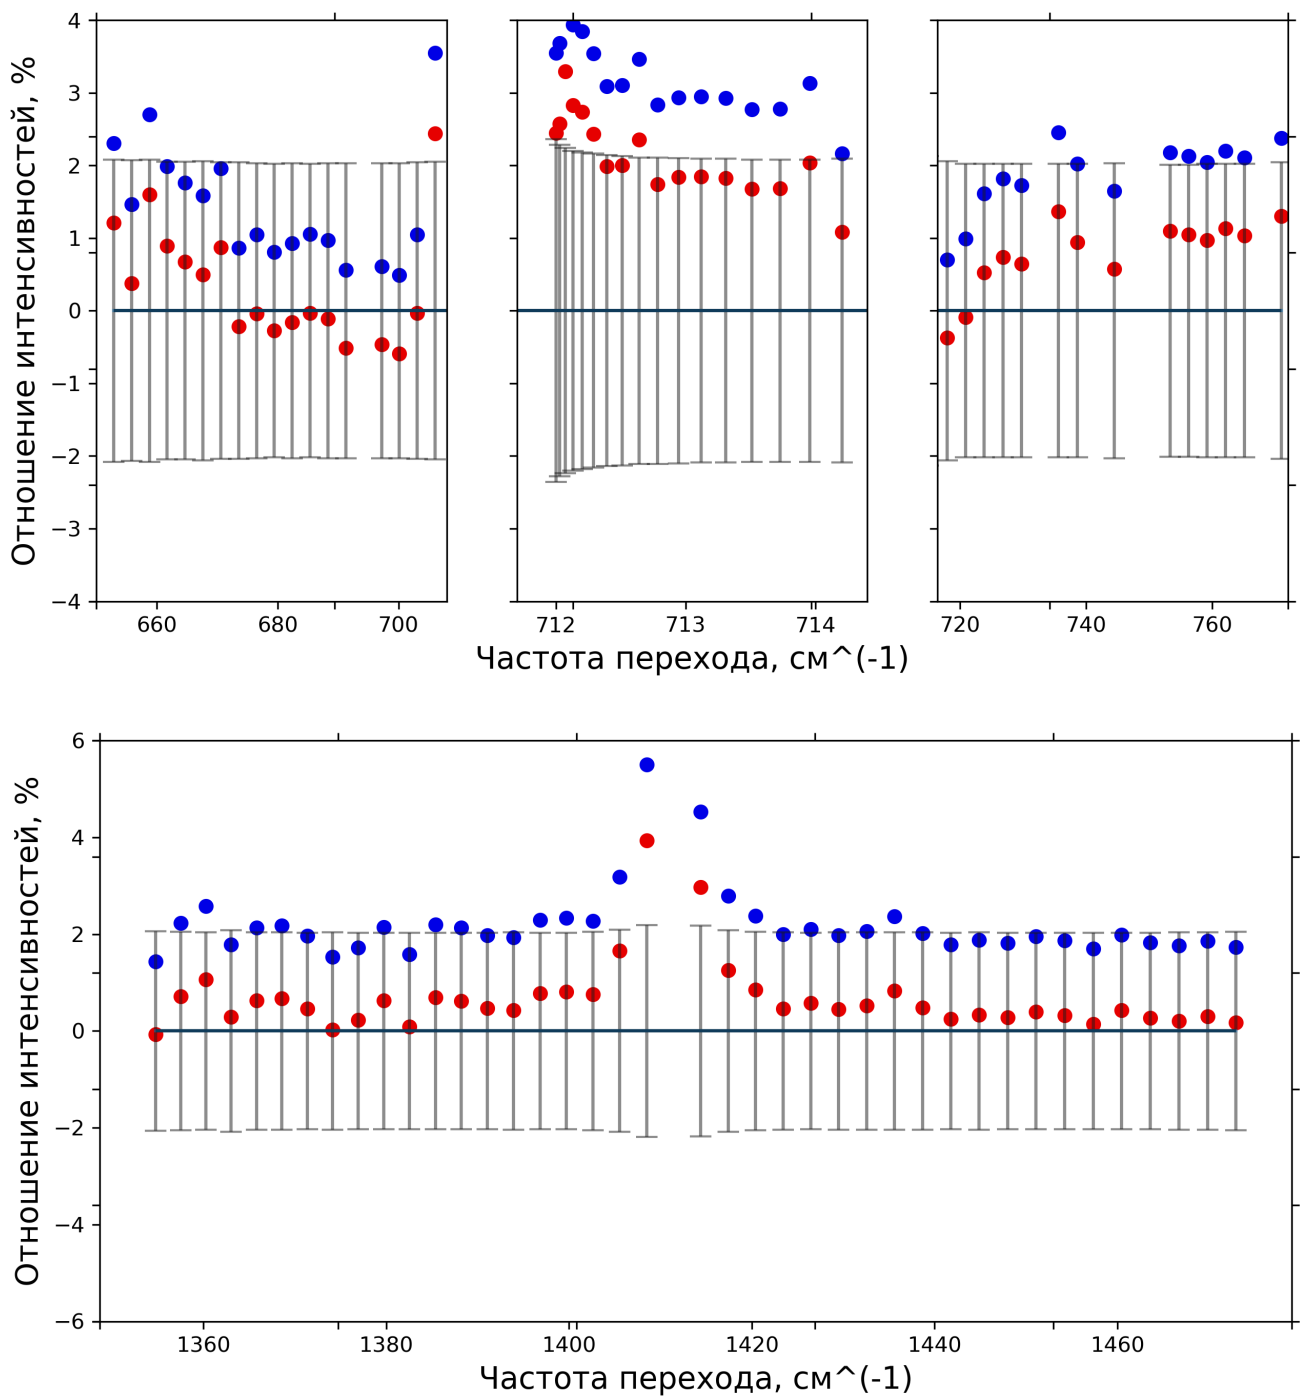 Отношение интенсивностей, %
4
3
2
1
0
−1
−2
−3
−4
660 680 700 712 713 714 720 740 760
Частота перехода, см^(-1)
Отношение интенсивностей, %
6
4
2
0
−2
−4
−6
1360 1380 1400 1420 1440 1460
Частота перехода, см^(-1)